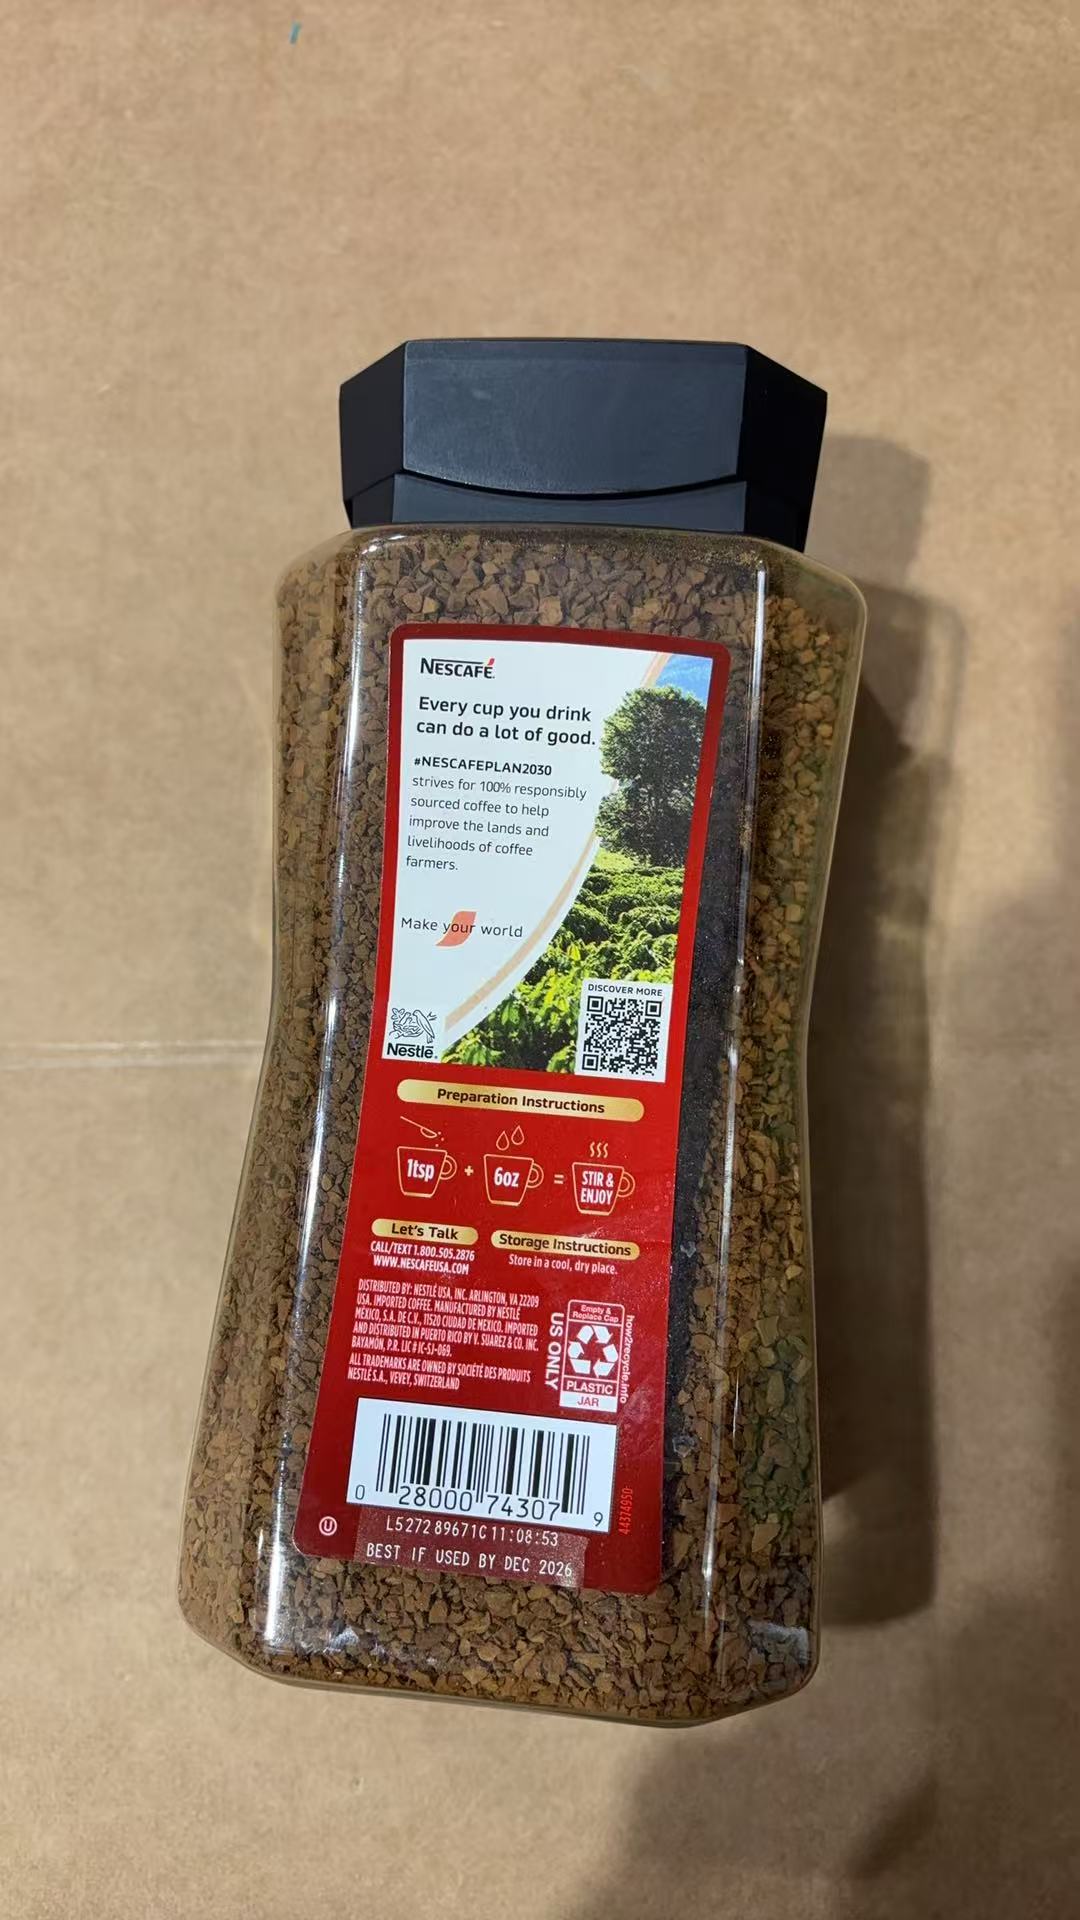 NESCAFÉ.
Every cup you drink
can do a lot of good.
#NESCAFEPLAN2030
strives for 100% responsibly
sourced coffee to help
improve the lands and
livelihoods of coffee
farmers.
Make your world
Nestlé®
DISCOVER MORE
Preparation Instructions
1tsp + 6oz = STIR &
ENJOY
Let's Talk
CALL/TEXT 1.800.505.2876
WWW.NESCAFEUSA.COM
Storage Instructions
Store in a cool, dry place.
DISTRIBUTED BY: NESTLÉ USA, INC. ARLINGTON, VA 22209
USA. IMPORTED COFFEE. MANUFACTURED BY NESTLÉ
MÉXICO, S.A. DE C.V., 11520 CIUDAD DE MÉXICO. IMPORTED
AND DISTRIBUTED IN PUERTO RICO BY V. SUAREZ & CO. INC.
BAYAMÓN, P.R. LIC # IC-SJ-069.
ALL TRADEMARKS ARE OWNED BY SOCIÉTÉ DES PRODUITS
NESTLÉ S.A., VEVEY, SWITZERLAND
US ONLY
Empty &
Replace Cap
PLASTIC
JAR
how2recycle.info
0 28000 74307 9
44374950
U
L527289671C 11:08:53
BEST IF USED BY DEC 2026